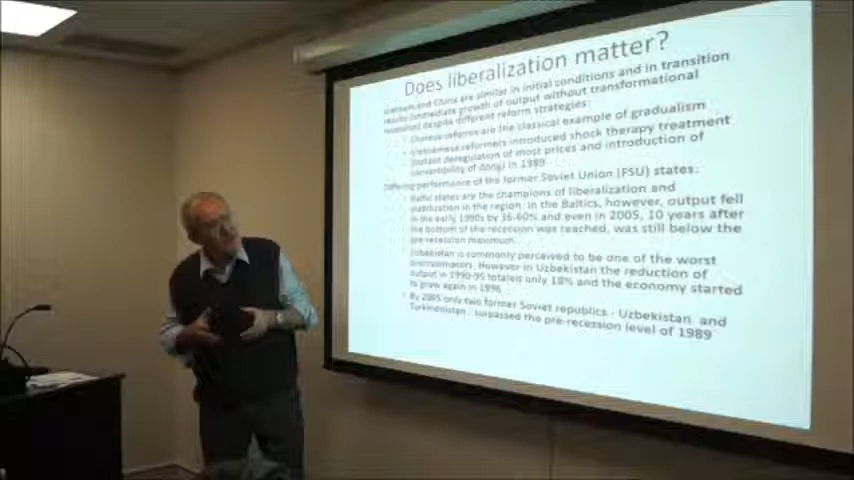 Does liberalization matter?
Vietnam and China are similar in initial conditions and in transition
results (immediate growth of output without transformational
recession) despite different reform strategies:
Chinese reforms are the classical example of gradualism
Vietnamese reformers introduced shock therapy treatment
(instant deregulation of most prices and introduction of
convertibility of dong) in 1989
Differing performance of the former Soviet Union (FSU) states:
Baltic states are the champions of liberalization and
stabilization in the region. In the Baltics, however, output fell
in the early 1990s by 36-60% and even in 2005, 10 years after
the bottom of the recession was reached, was still below the
pre-recession maximum.
Uzbekistan is commonly perceived to be one of the worst
procrastinators. However in Uzbekistan the reduction of
output in 1990-95 totaled only 18% and the economy started
to grow again in 1996
By 2005 only two former Soviet republics - Uzbekistan and
Turkmenistan - surpassed the pre-recession level of 1989